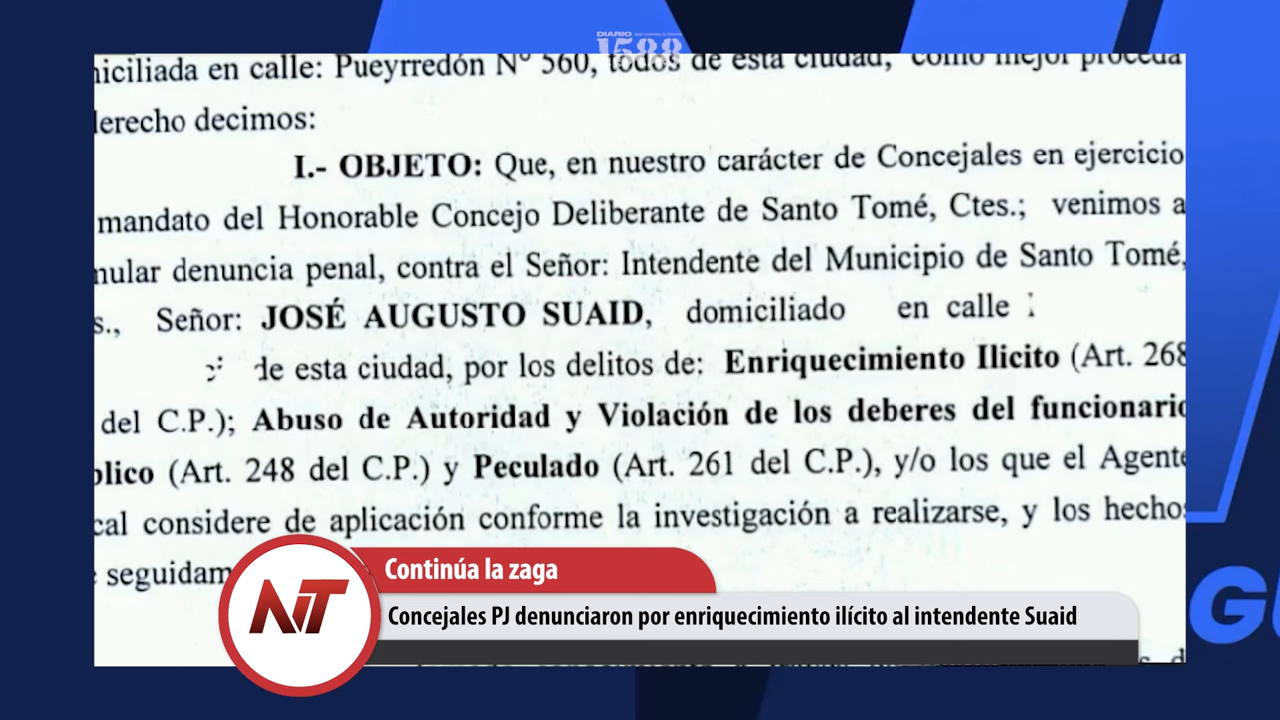 DIARIO
1588
iciliada en calle: Pueyrredón Nº 560, todos de esta ciudad, como mejor proceda
derecho decimos:
I.- OBJETO: Que, en nuestro carácter de Concejales en ejercicio
mandato del Honorable Concejo Deliberante de Santo Tomé, Ctes.; venimos a
mular denuncia penal, contra el Señor: Intendente del Municipio de Santo Tomé,
s., Señor: JOSÉ AUGUSTO SUAID, domiciliado en calle
de esta ciudad, por los delitos de: Enriquecimiento Ilicito (Art. 268
del C.P.); Abuso de Autoridad y Violación de los deberes del funcionario
blico (Art. 248 del C.P.) y Peculado (Art. 261 del C.P.), y/o los que el Agente
cal considere de aplicación conforme la investigación a realizarse, y los hechos
seguidam
NT
Continúa la zaga
Concejales PJ denunciaron por enriquecimiento ilícito al intendente Suaid
G